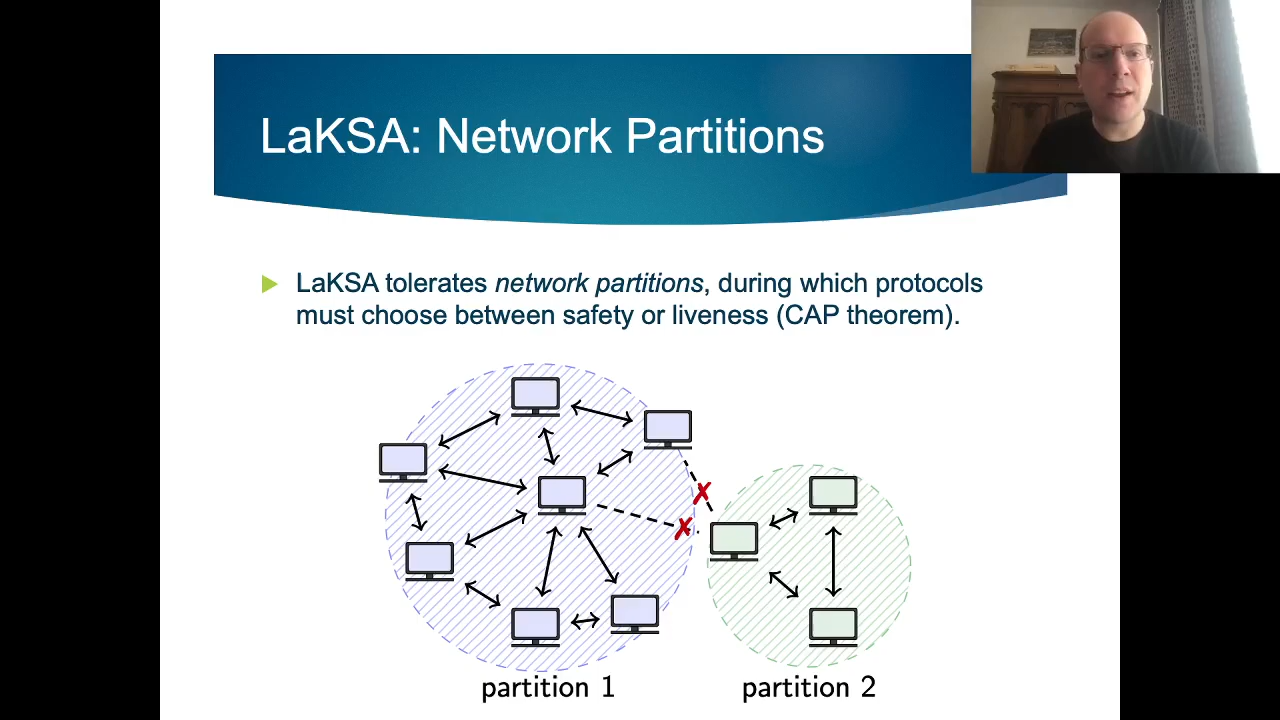 LaKSA: Network Partitions
LaKSA tolerates network partitions, during which protocols
must choose between safety or liveness (CAP theorem).
partition 1
partition 2